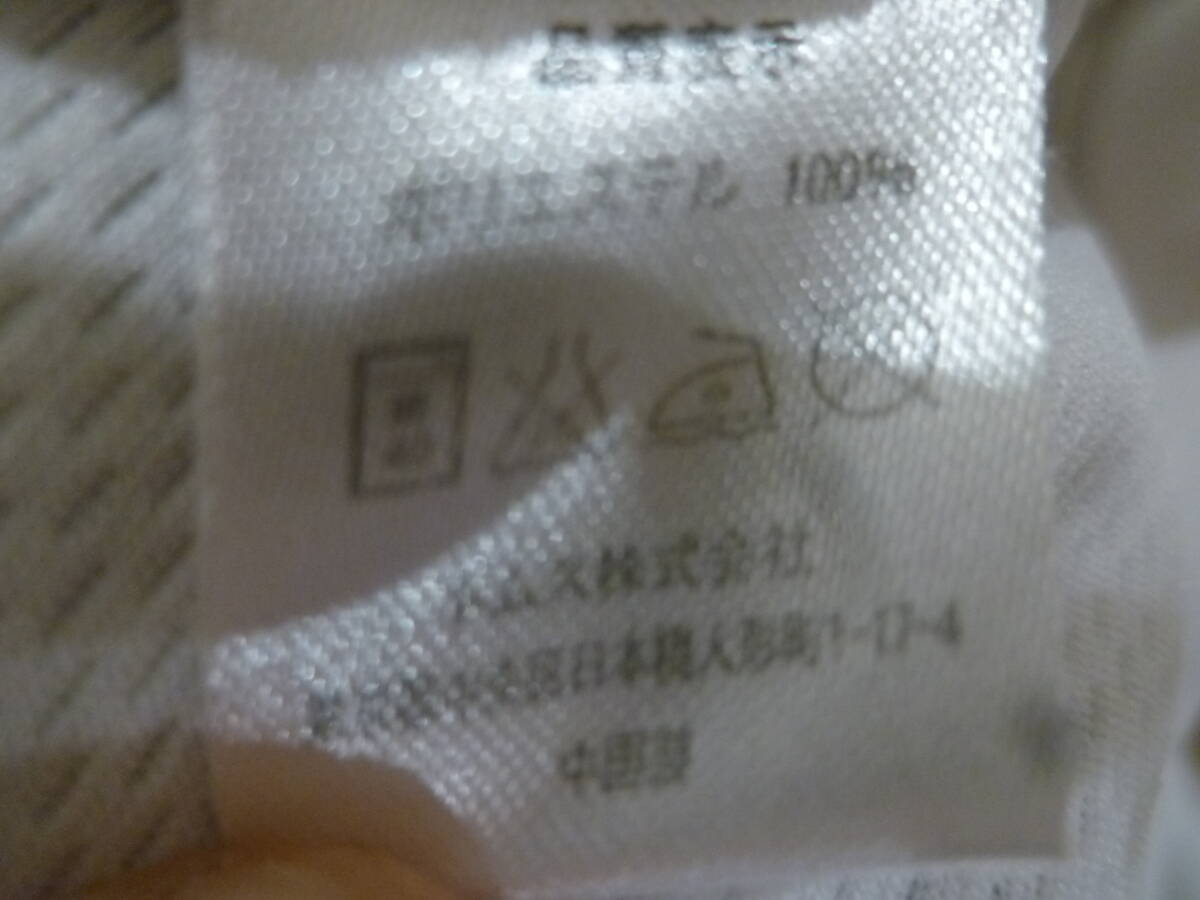 品質表示
ポリエステル 100%
株式会社
日本橋人形町1-17-4
中国製